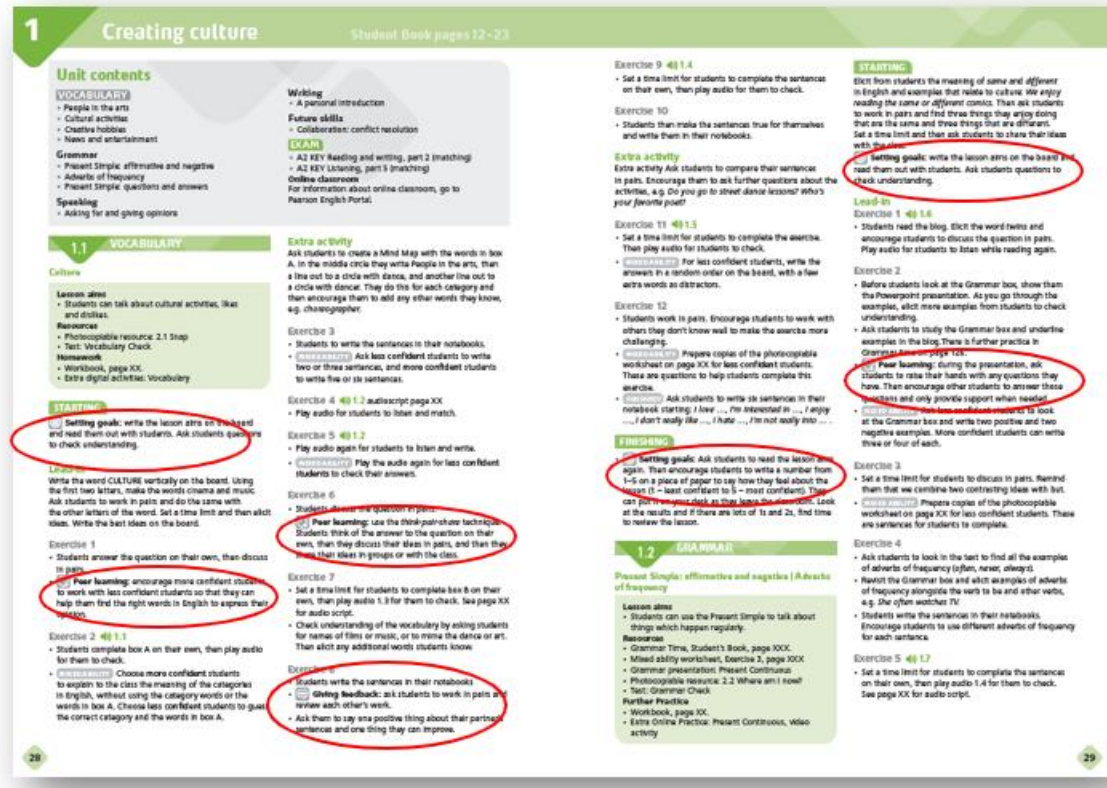 1
Creating culture
Student Book pages 12–23
Unit contents
VOCABULARY
• People in the arts
• Cultural activities
• Creative hobbies
• News and entertainment
Grammar
• Present Simple: affirmative and negative
• Adverbs of frequency
• Present Simple: questions and answers
Speaking
• Asking for and giving opinions
Writing
• A personal introduction
Future skills
• Collaboration: conflict resolution
EXAM
• A2 KEY Reading and writing, part 2 (matching)
• A2 KEY Listening, part 5 (matching)
Online classroom
For information about online classroom, go to
Pearson English Portal.
1.1 VOCABULARY
Culture
Lesson aims
• Students can talk about cultural activities, likes
and dislikes.
Resources
• Photocopiable resource: 2.1 Snap
• Test: Vocabulary Check
Homework
• Workbook, page XX.
• Extra digital activities: Vocabulary
STARTING
Setting goals: write the lesson aims on the board
and read them out with students. Ask students questions
to check understanding.
Lead-in
Write the word CULTURE vertically on the board. Using
the first two letters, make the words cinema and music.
Ask students to work in pairs and do the same with
the other letters of the word. Set a time limit and then elicit
ideas. Write the best ideas on the board.
Exercise 1
• Students answer the question on their own, then discuss
in pairs.
Peer learning: encourage more confident students
to work with less confident students so that they can
help them find the right words in English to express their
opinion.
Exercise 2 1.1
• Students complete box A on their own, then play audio
for them to check.
• MIXED ABILITY Choose more confident students
to explain to the class the meaning of the categories
in English, without using the category words or the
words in box A. Choose less confident students to guess
the correct category and the words in box A.
28
Extra activity
Ask students to create a Mind Map with the words in box
A. In the middle circle they write People in the arts, then
a line out to a circle with dance, and another line out to
a circle with dancer. They do this for each category and
then encourage them to add any other words they know,
e.g. choreographer.
Exercise 3
• Students to write the sentences in their notebooks.
• MIXED ABILITY Ask less confident students to write
two or three sentences, and more confident students
to write five or six sentences.
Exercise 4 1.2 audioscript page XX
• Play audio for students to listen and match.
Exercise 5 1.2
• Play audio again for students to listen and write.
• MIXED ABILITY Play the audio again for less confident
students to check their answers.
Exercise 6
• Students discuss the question in pairs.
Peer learning: use the think-pair-share technique.
Students think of the answer to the question on their
own, then they discuss their ideas in pairs, and then they
share their ideas in groups or with the class.
Exercise 7
• Set a time limit for students to complete box B on their
own, then play audio 1.3 for them to check. See page XX
for audio script.
• Check understanding of the vocabulary by asking students
for names of films or music, or to mime the dance or art.
Then elicit any additional words students know.
Exercise 8
• Students write the sentences in their notebooks
• Giving feedback: ask students to work in pairs and
review each other's work.
• Ask them to say one positive thing about their partner's
sentences and one thing they can improve.
Exercise 9 1.4
• Set a time limit for students to complete the sentences
on their own, then play audio for them to check.
Exercise 10
• Students then make the sentences true for themselves
and write them in their notebooks.
Extra activity
Extra activity Ask students to compare their sentences
in pairs. Encourage them to ask further questions about the
activities, e.g. Do you go to street dance lessons? Who's
your favorite poet?
Exercise 11 1.5
• Set a time limit for students to complete the exercise.
Then play audio for students to check.
• MIXED ABILITY For less confident students, write the
answers in a random order on the board, with a few
extra words as distractors.
Exercise 12
• Students work in pairs. Encourage students to work with
others they don't know well to make the exercise more
challenging.
• MIXED ABILITY Prepare copies of the photocopiable
worksheet on page XX for less confident students.
These are questions to help students complete this
exercise.
• Ask students to write six sentences in their
notebook starting: I love ..., I'm interested in ..., I enjoy
..., I don't really like ..., I hate ..., I'm not really into ... .
FINISHING
Setting goals: Ask students to read the lesson aims
again. Then encourage students to write a number from
1–5 on a piece of paper to say how they feel about the
lesson (1 – least confident to 5 – most confident). They
can put it on your desk as they leave the classroom. Look
at the results and if there are lots of 1s and 2s, find time
to review the lesson.
1.2 GRAMMAR
Present Simple: affirmative and negative | Adverbs
of frequency
Lesson aims
• Students can use the Present Simple to talk about
things which happen regularly.
Resources
• Grammar Time, Student's Book, page XXX.
• Mixed ability worksheet, Exercise 3, page XXX
• Grammar presentation: Present Continuous
• Photocopiable resource: 2.2 Where am I now?
• Test: Grammar Check
Further Practice
• Workbook, page XX.
• Extra Online Practice: Present Continuous, video
activity
STARTING
Elicit from students the meaning of same and different
in English and examples that relate to culture: We enjoy
reading the same or different comics. Then ask students
to work in pairs and find three things they enjoy doing
that are the same and three things that are different.
Set a time limit and then ask students to share their ideas
with the class.
Setting goals: write the lesson aims on the board and
read them out with students. Ask students questions to
check understanding.
Lead-in
Exercise 1 1.6
• Students read the blog. Elicit the word twins and
encourage students to discuss the question in pairs.
Play audio for students to listen while reading again.
Exercise 2
• Before students look at the Grammar box, show them
the Powerpoint presentation. As you go through the
examples, elicit more examples from students to check
understanding.
• Ask students to study the Grammar box and underline
examples in the blog.There is further practice in
Grammar Time on page 126.
Peer learning: during the presentation, ask
students to raise their hands with any questions they
have. Then encourage other students to answer these
questions and only provide support when needed.
• MIXED ABILITY Ask less confident students to look
at the Grammar box and write two positive and two
negative examples. More confident students can write
three or four of each.
Exercise 3
• Set a time limit for students to discuss in pairs. Remind
them that we combine two contrasting ideas with but.
• MIXED ABILITY Prepare copies of the photocopiable
worksheet on page XX for less confident students. These
are sentences for students to complete.
Exercise 4
• Ask students to look in the text to find all the examples
of adverbs of frequency (often, never, always).
• Revisit the Grammar box and elicit examples of adverbs
of frequency alongside the verb to be and other verbs,
e.g. She often watches TV.
• Students write the sentences in their notebooks.
Encourage students to use different adverbs of frequency
for each sentence.
Exercise 5 1.7
• Set a time limit for students to complete the sentences
on their own, then play audio 1.4 for them to check.
See page XX for audio script.
29